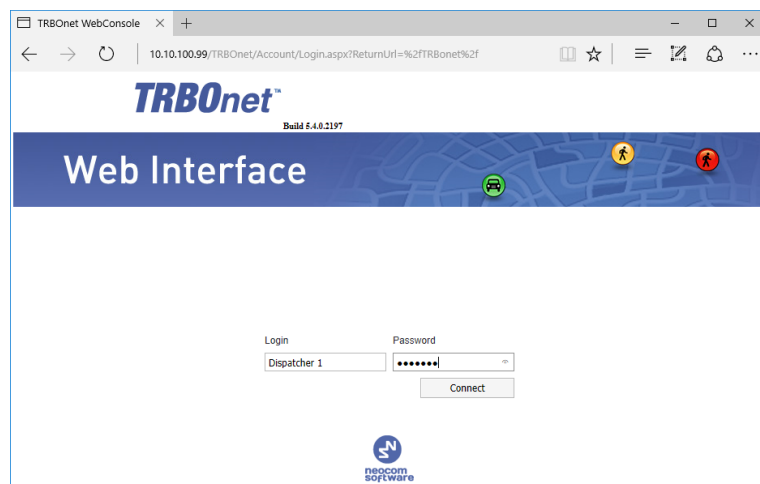 TRBOnet WebConsole
10.10.100.99/TRBOnet/Account/Login.aspx?ReturnUrl=%2fTRBonet%2f
TRBOnet™
Build 5.4.0.2197
Web Interface
Login Password
Dispatcher 1 •••••••
Connect
neocom
software